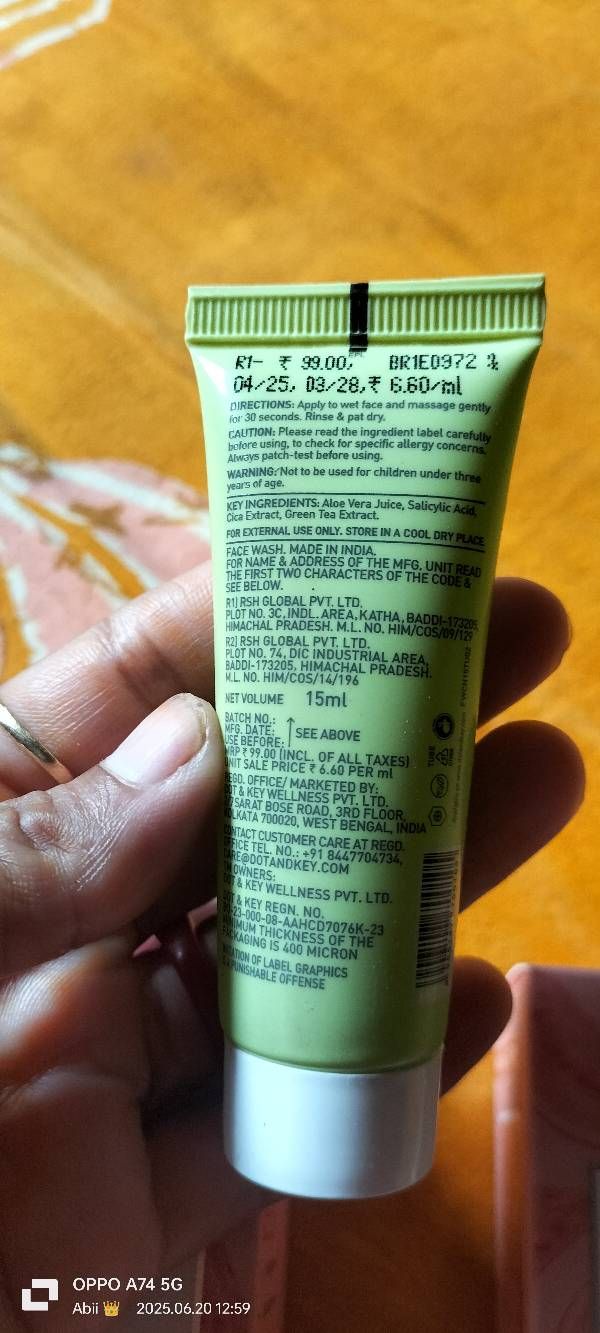 R1- ₹ 99.00, BR1E0972
04/25, 03/28, ₹ 6.60/ml
DIRECTIONS: Apply to wet face and massage gently
for 30 seconds. Rinse & pat dry.
CAUTION: Please read the ingredient label carefully
before using, to check for specific allergy concerns.
Always patch-test before using.
WARNING: Not to be used for children under three
years of age.
KEY INGREDIENTS: Aloe Vera Juice, Salicylic Acid,
Cica Extract, Green Tea Extract.
FOR EXTERNAL USE ONLY. STORE IN A COOL DRY PLACE.
FACE WASH. MADE IN INDIA.
FOR NAME & ADDRESS OF THE MFG. UNIT READ
THE FIRST TWO CHARACTERS OF THE CODE &
SEE BELOW.
R1) RSH GLOBAL PVT. LTD.
PLOT NO. 3C, INDL. AREA, KATHA, BADDI-173205,
HIMACHAL PRADESH. M.L. NO. HIM/COS/09/129
R2) RSH GLOBAL PVT. LTD.
PLOT NO. 74, DIC INDUSTRIAL AREA,
BADDI-173205, HIMACHAL PRADESH.
M.L. NO. HIM/COS/14/196
NET VOLUME 15ml
BATCH NO.:
MFG. DATE: SEE ABOVE
USE BEFORE:
MRP ₹ 99.00 (INCL. OF ALL TAXES)
UNIT SALE PRICE ₹ 6.60 PER ml
REGD. OFFICE/ MARKETED BY:
DOT & KEY WELLNESS PVT. LTD.
SARAT BOSE ROAD, 3RD FLOOR,
KOLKATA 700020, WEST BENGAL, INDIA
CONTACT CUSTOMER CARE AT REGD.
OFFICE TEL. NO.: +91 8447704734,
CARE@DOTANDKEY.COM
OWNERS:
DOT & KEY WELLNESS PVT. LTD.
DOT & KEY REGN. NO.
-23-000-08-AAHCD7076K-23
MINIMUM THICKNESS OF THE
PACKAGING IS 400 MICRON
OF LABEL GRAPHICS
A PUNISHABLE OFFENSE
TUBE
OPPO A74 5G
Abii 👑 2025.06.20 12:59